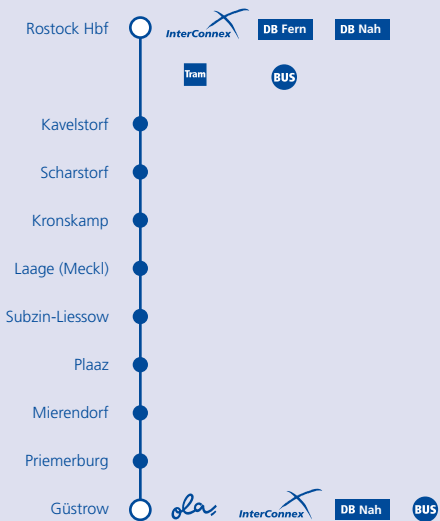 Rostock Hbf InterConnex DB Fern DB Nah
Tram BUS
Kavelstorf
Scharstorf
Kronskamp
Laage (Meckl)
Subzin-Liessow
Plaaz
Mierendorf
Priemerburg
Güstrow ola InterConnex DB Nah BUS